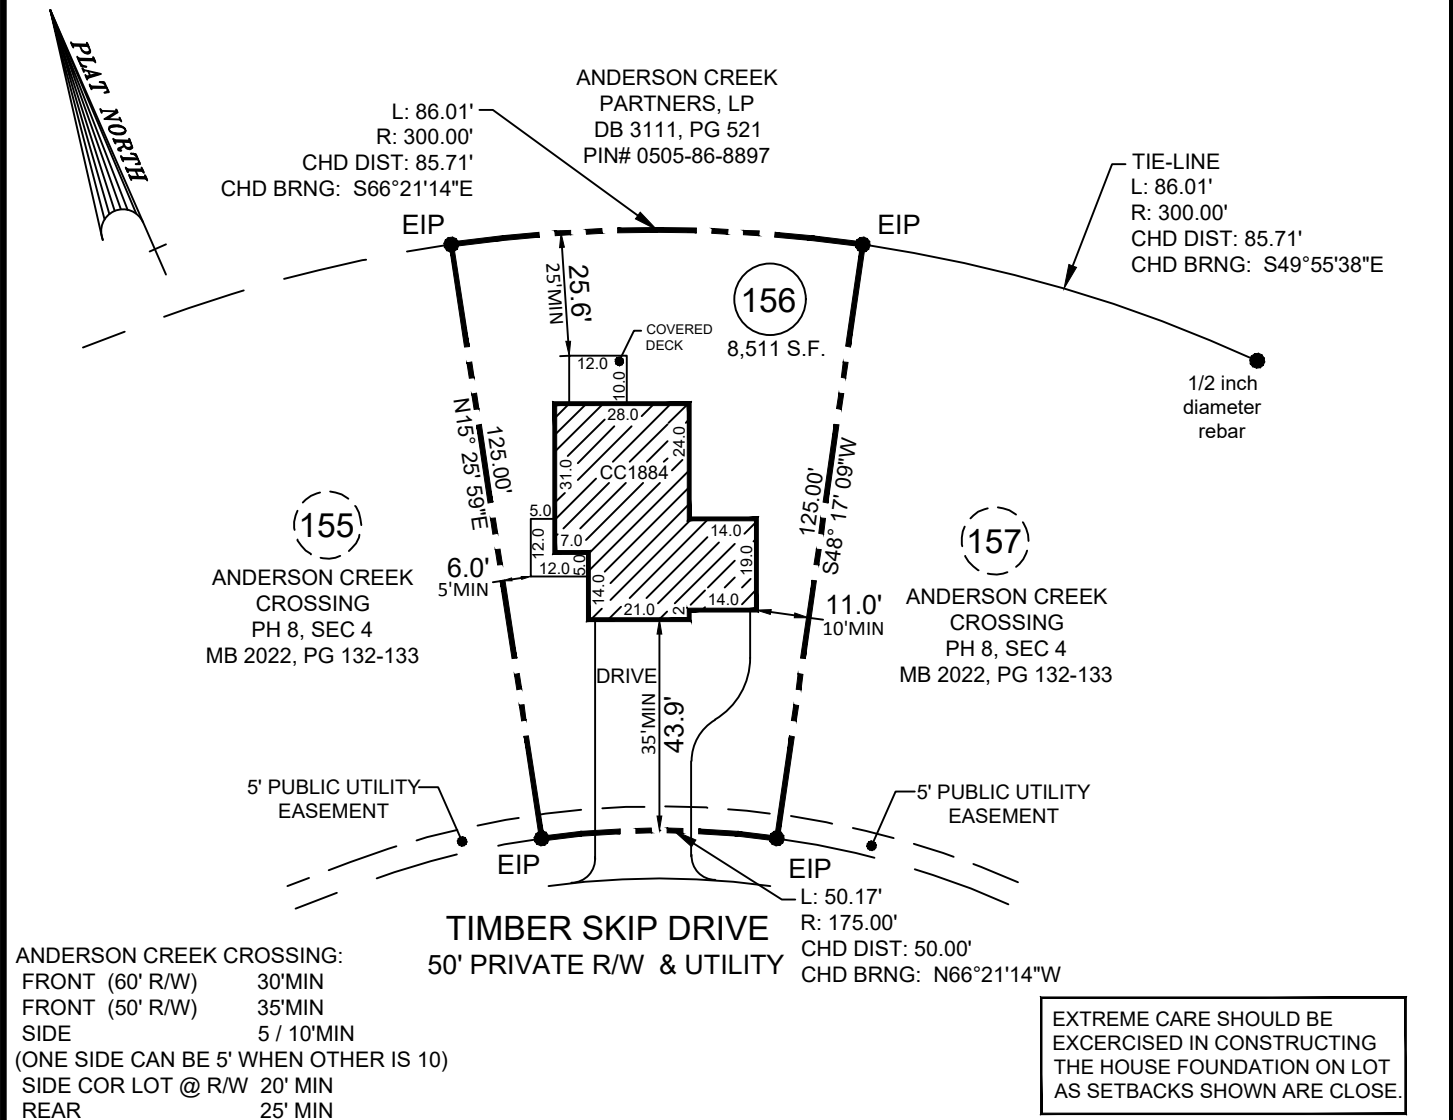 PLAT NORTH
L: 86.01'
R: 300.00'
CHD DIST: 85.71'
CHD BRNG: S66°21'14"E
ANDERSON CREEK
PARTNERS, LP
DB 3111, PG 521
PIN# 0505-86-8897
TIE-LINE
L: 86.01'
R: 300.00'
CHD DIST: 85.71'
CHD BRNG: S49°55'38"E
EIP
EIP
25.6'
25'MIN
156
8,511 S.F.
COVERED
DECK
12.0
10.0
1/2 inch
diameter
rebar
28.0
24.0
31.0
CC1884
125.00'
N15° 25' 59"E
125.00'
S48° 17' 09"W
155
ANDERSON CREEK
CROSSING
PH 8, SEC 4
MB 2022, PG 132-133
5.0
12.0
7.0
12.0
5.0
14.0
14.0
19.0
14.0
21.0
2
6.0'
5'MIN
11.0'
10'MIN
157
ANDERSON CREEK
CROSSING
PH 8, SEC 4
MB 2022, PG 132-133
DRIVE
35'MIN
43.9'
5' PUBLIC UTILITY
EASEMENT
5' PUBLIC UTILITY
EASEMENT
EIP
EIP
L: 50.17'
R: 175.00'
CHD DIST: 50.00'
CHD BRNG: N66°21'14"W
TIMBER SKIP DRIVE
50' PRIVATE R/W & UTILITY
ANDERSON CREEK CROSSING:
FRONT (60' R/W) 30'MIN
FRONT (50' R/W) 35'MIN
SIDE 5 / 10'MIN
(ONE SIDE CAN BE 5' WHEN OTHER IS 10)
SIDE COR LOT @ R/W 20' MIN
REAR 25' MIN
EXTREME CARE SHOULD BE
EXCERCISED IN CONSTRUCTING
THE HOUSE FOUNDATION ON LOT
AS SETBACKS SHOWN ARE CLOSE.